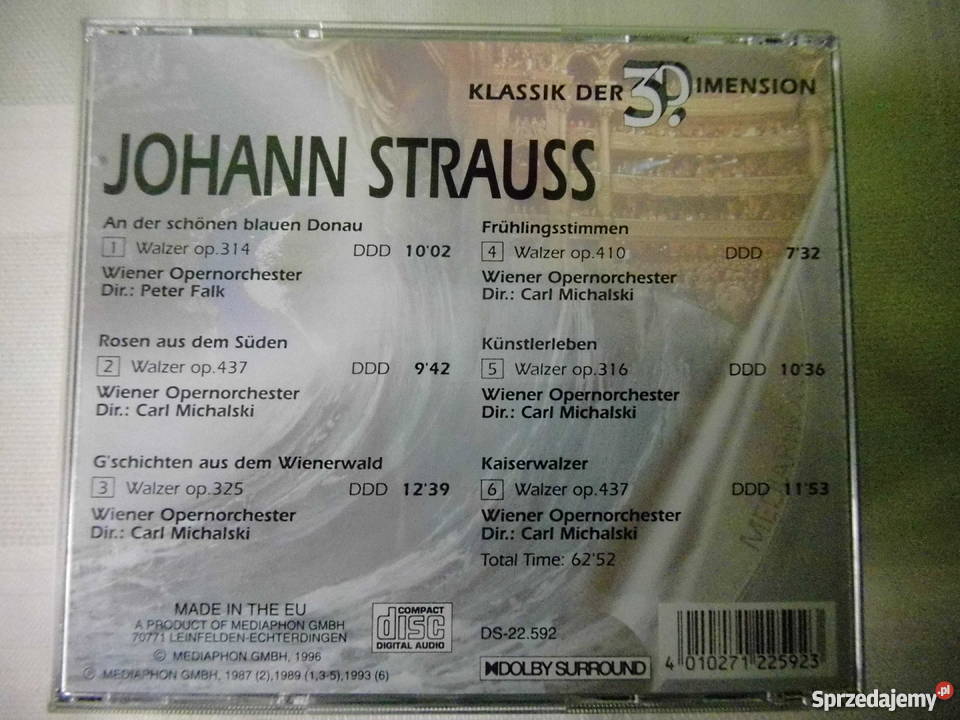 KLASSIK DER 3.DIMENSION
JOHANN STRAUSS
An der schönen blauen Donau
1 Walzer op.314 DDD 10'02
Wiener Opernorchester
Dir.: Peter Falk
Rosen aus dem Süden
2 Walzer op.437 DDD 9'42
Wiener Opernorchester
Dir.: Carl Michalski
G'schichten aus dem Wienerwald
3 Walzer op.325 DDD 12'39
Wiener Opernorchester
Dir.: Carl Michalski
Frühlingsstimmen
4 Walzer op.410 DDD 7'32
Wiener Opernorchester
Dir.: Carl Michalski
Künstlerleben
5 Walzer op.316 DDD 10'36
Wiener Opernorchester
Dir.: Carl Michalski
Kaiserwalzer
6 Walzer op.437 DDD 11'53
Wiener Opernorchester
Dir.: Carl Michalski
Total Time: 62'52
MADE IN THE EU
A PRODUCT OF MEDIAPHON GMBH
70771 LEINFELDEN-ECHTERDINGEN
© MEDIAPHON GMBH, 1996
℗ MEDIAPHON GMBH, 1987 (2),1989 (1,3-5),1993 (6)
COMPACT
disc
DIGITAL AUDIO
DS-22.592
DOLBY SURROUND
4 010271 225923
Sprzedajemy.pl